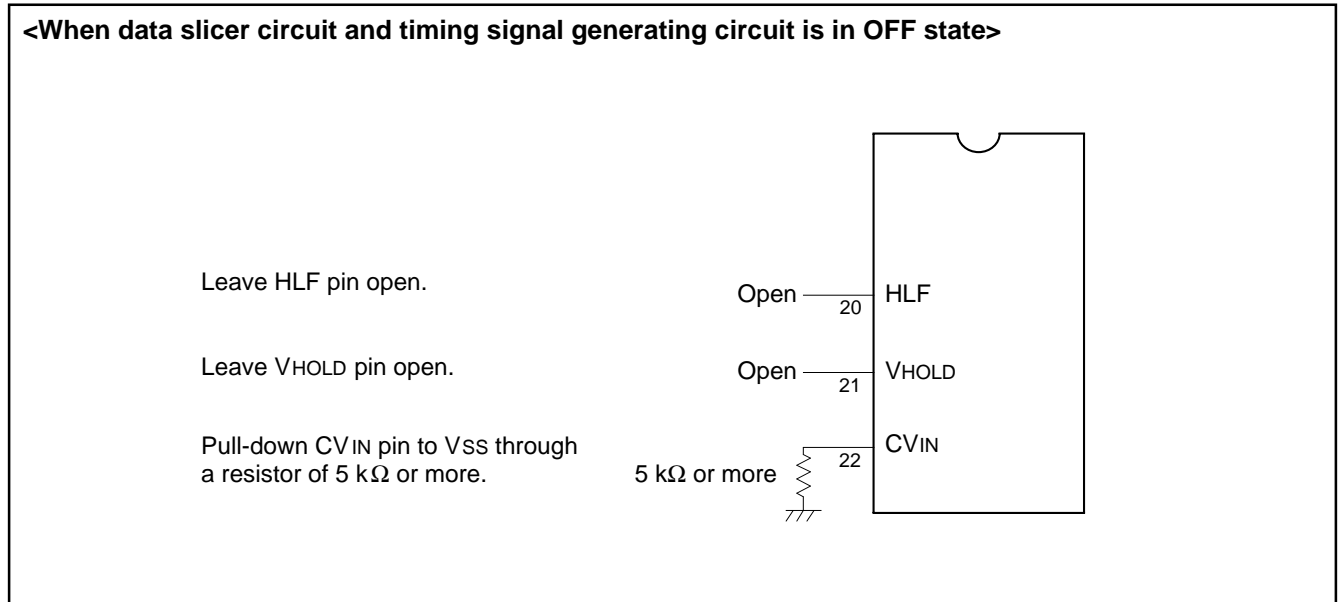 <When data slicer circuit and timing signal generating circuit is in OFF state>
Leave HLF pin open.
Open
20
HLF
Leave VHOLD pin open.
Open
21
VHOLD
Pull-down CVIN pin to VSS through
a resistor of 5 kΩ or more.
5 kΩ or more
22
CVIN